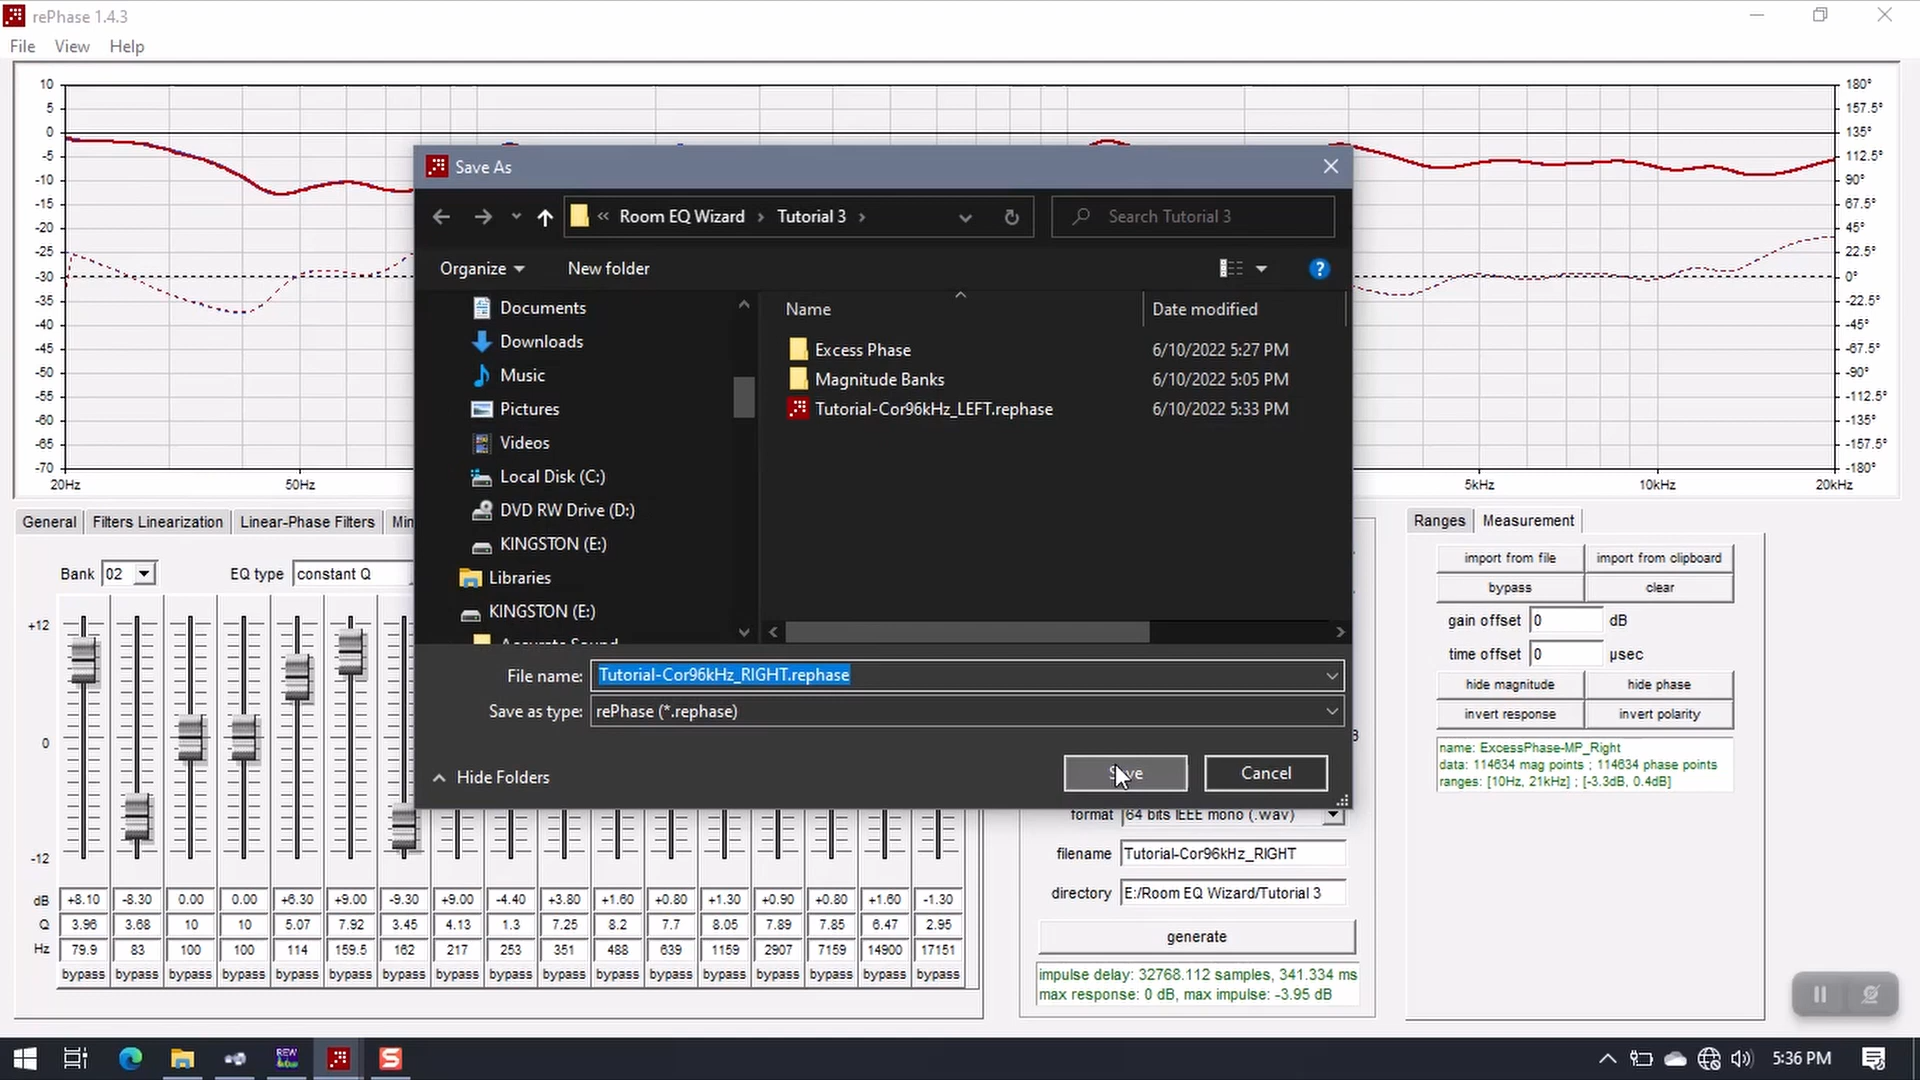 rePhase 1.4.3
File View Help
10
5
0
-5
-10
-15
-20
-25
-30
-35
-40
-45
-50
-55
-60
-65
-70
20Hz 50Hz 5kHz 10kHz 20kHz
180°
157.5°
135°
112.5°
90°
67.5°
45°
22.5°
0°
-22.5°
-45°
-67.5°
-90°
-112.5°
-135°
-157.5°
-180°
Save As
« Room EQ Wizard > Tutorial 3 >
Search Tutorial 3
Organize New folder
?
Documents
Downloads
Music
Pictures
Videos
Local Disk (C:)
DVD RW Drive (D:)
KINGSTON (E:)
Libraries
KINGSTON (E:)
Name Date modified
Excess Phase 6/10/2022 5:27 PM
Magnitude Banks 6/10/2022 5:05 PM
Tutorial-Cor96kHz_LEFT.rephase 6/10/2022 5:33 PM
File name: Tutorial-Cor96kHz_RIGHT.rephase
Save as type: rePhase (*.rephase)
Hide Folders
Save Cancel
General Filters Linearization Linear-Phase Filters Min
Bank 02 EQ type constant Q
+12
0
-12
dB +8.10 -8.30 0.00 0.00 +6.30 +9.00 -9.30 +9.00 -4.40 +3.80 +1.60 +0.80 +1.30 +0.90 +0.80 +1.60 -1.30
Q 3.96 3.68 10 10 5.07 7.92 3.45 4.13 1.3 7.25 8.2 7.7 8.05 7.89 7.85 6.47 2.95
Hz 79.9 83 100 100 114 159.5 162 217 253 351 488 639 1159 2907 7159 14900 17151
bypass bypass bypass bypass bypass bypass bypass bypass bypass bypass bypass bypass bypass bypass bypass bypass bypass
format 64 bits IEEE mono (.wav)
filename Tutorial-Cor96kHz_RIGHT
directory E:/Room EQ Wizard/Tutorial 3
generate
impulse delay: 32768.112 samples, 341.334 ms
max response: 0 dB, max impulse: -3.95 dB
Ranges Measurement
import from file import from clipboard
bypass clear
gain offset 0 dB
time offset 0 µsec
hide magnitude hide phase
invert response invert polarity
name: ExcessPhase-MP_Right
data: 114634 mag points ; 114634 phase points
ranges: [10Hz, 21kHz] ; [-3.3dB, 0.4dB]
REW
S
5:36 PM